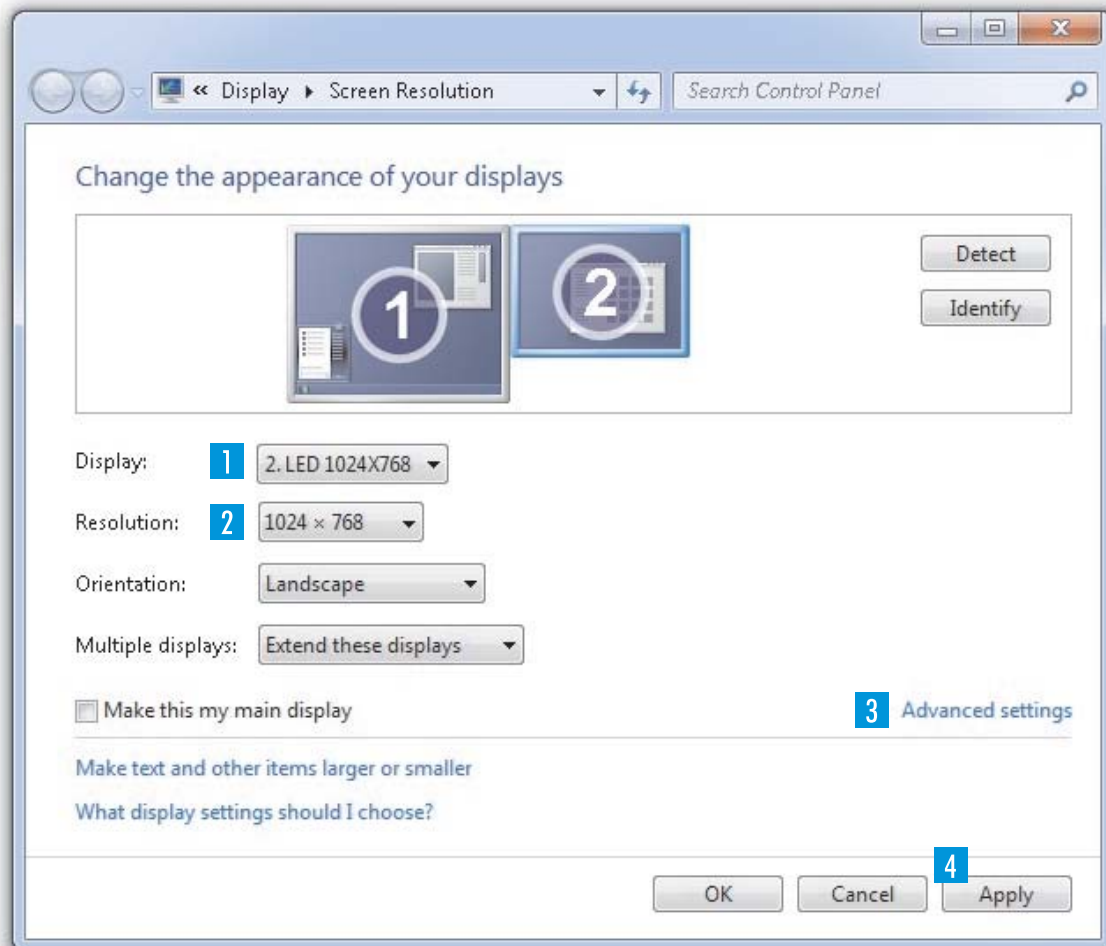 « Display ▸ Screen Resolution
Search Control Panel
Change the appearance of your displays
1
2
Detect
Identify
Display: 1 2. LED 1024X768
Resolution: 2 1024 × 768
Orientation: Landscape
Multiple displays: Extend these displays
Make this my main display
3 Advanced settings
Make text and other items larger or smaller
What display settings should I choose?
4
OK Cancel Apply